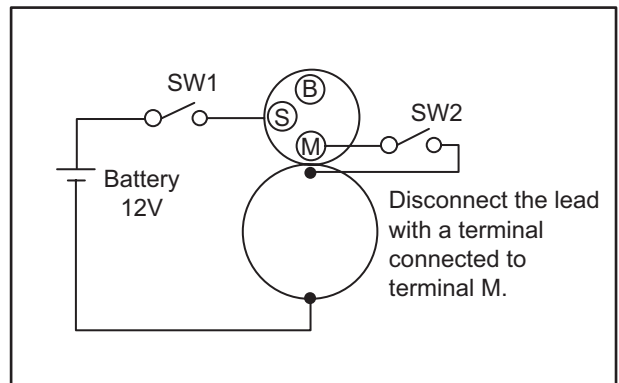 SW1
B
S
SW2
M
Battery
12V
Disconnect the lead
with a terminal
connected to
terminal M.